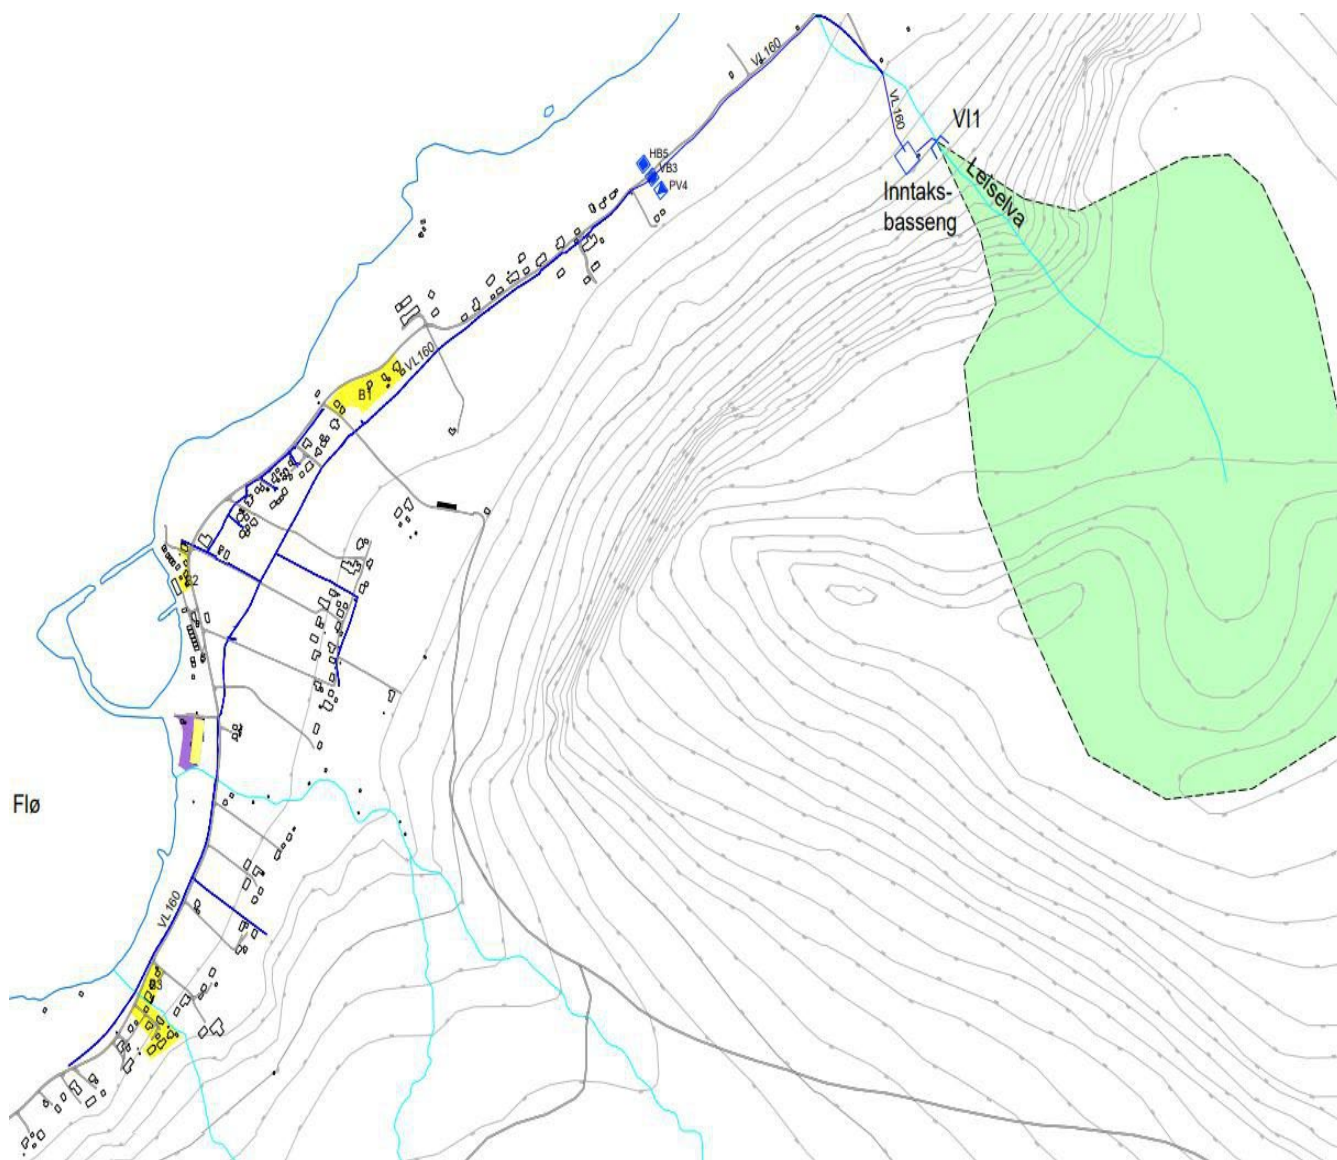 VL160
VL160
VI1
HB5
VB3
PV4
Leiselva
Inntaks-
basseng
VL160
B1
B2
Flø
VL160
B3